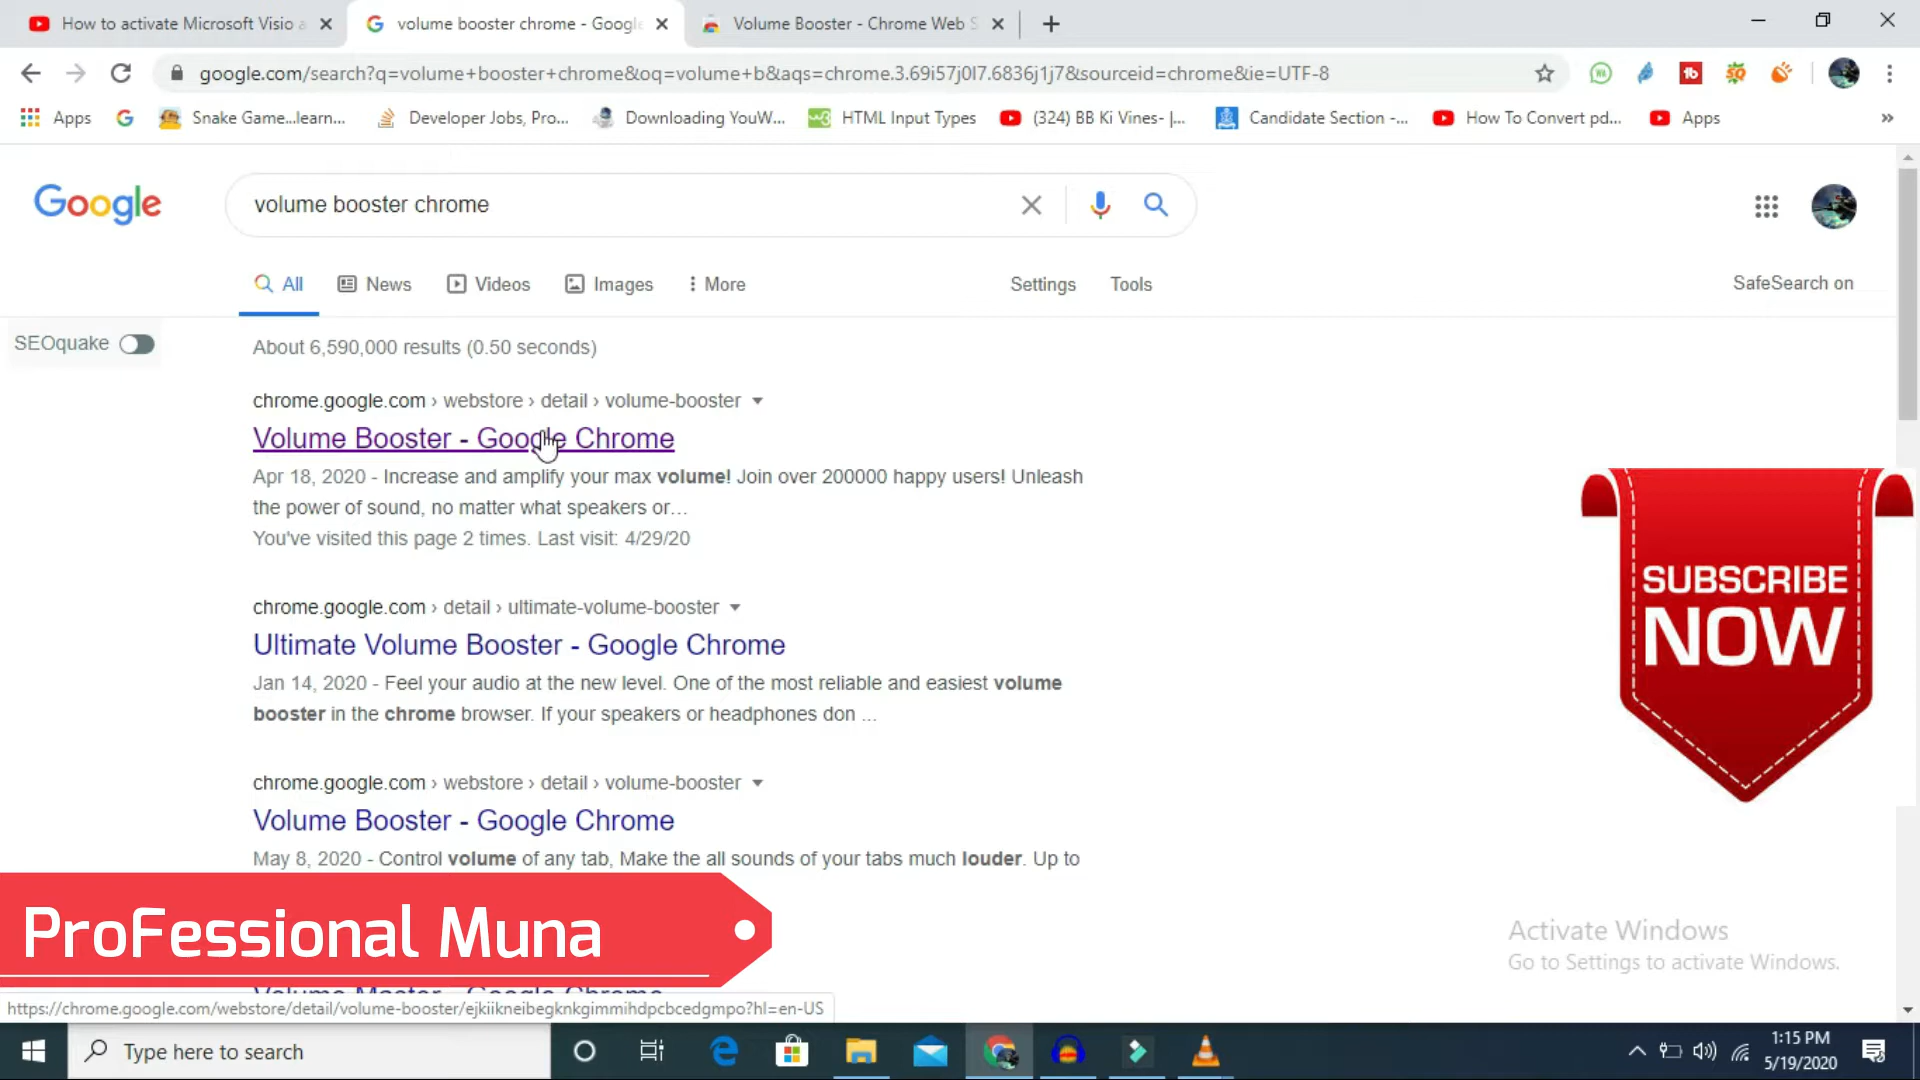 How to activate Microsoft Visio a
volume booster chrome - Googl
Volume Booster - Chrome Web S
google.com/search?q=volume+booster+chrome&oq=volume+b&aqs=chrome.3.69i57j0l7.6836j1j7&sourceid=chrome&ie=UTF-8
Apps
Snake Game...learn...
Developer Jobs, Pro...
Downloading YouW...
HTML Input Types
(324) BB Ki Vines- |...
Candidate Section -...
How To Convert pd...
Apps
Google
volume booster chrome
All
News
Videos
Images
More
Settings
Tools
SafeSearch on
SEOquake
About 6,590,000 results (0.50 seconds)
chrome.google.com › webstore › detail › volume-booster
Volume Booster - Google Chrome
Apr 18, 2020 - Increase and amplify your max volume! Join over 200000 happy users! Unleash
the power of sound, no matter what speakers or...
You've visited this page 2 times. Last visit: 4/29/20
chrome.google.com › detail › ultimate-volume-booster
Ultimate Volume Booster - Google Chrome
Jan 14, 2020 - Feel your audio at the new level. One of the most reliable and easiest volume
booster in the chrome browser. If your speakers or headphones don ...
chrome.google.com › webstore › detail › volume-booster
Volume Booster - Google Chrome
May 8, 2020 - Control volume of any tab, Make the all sounds of your tabs much louder. Up to
SUBSCRIBE
NOW
ProFessional Muna
Volume Master - Google Chrome
Activate Windows
Go to Settings to activate Windows.
https://chrome.google.com/webstore/detail/volume-booster/ejkiikneibegknkgimmihdpcbcedgmpo?hl=en-US
Type here to search
1:15 PM
5/19/2020